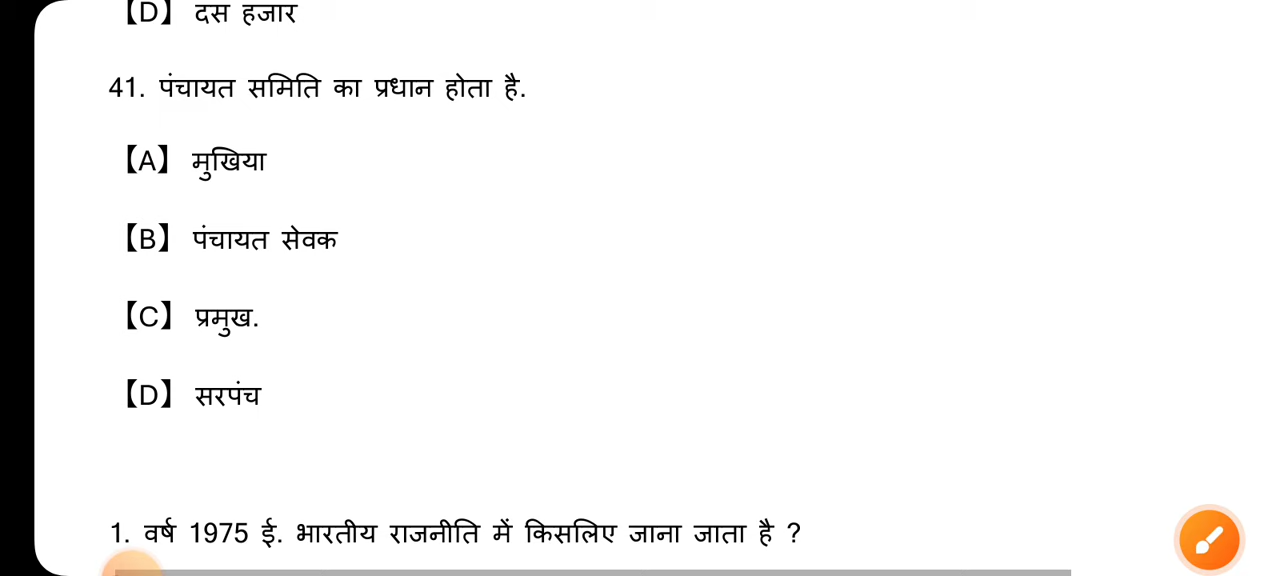 【D】 दस हजार
41. पंचायत समिति का प्रधान होता है.
【A】 मुखिया
【B】 पंचायत सेवक
【C】 प्रमुख.
【D】 सरपंच
1. वर्ष 1975 ई. भारतीय राजनीति में किसलिए जाना जाता है ?